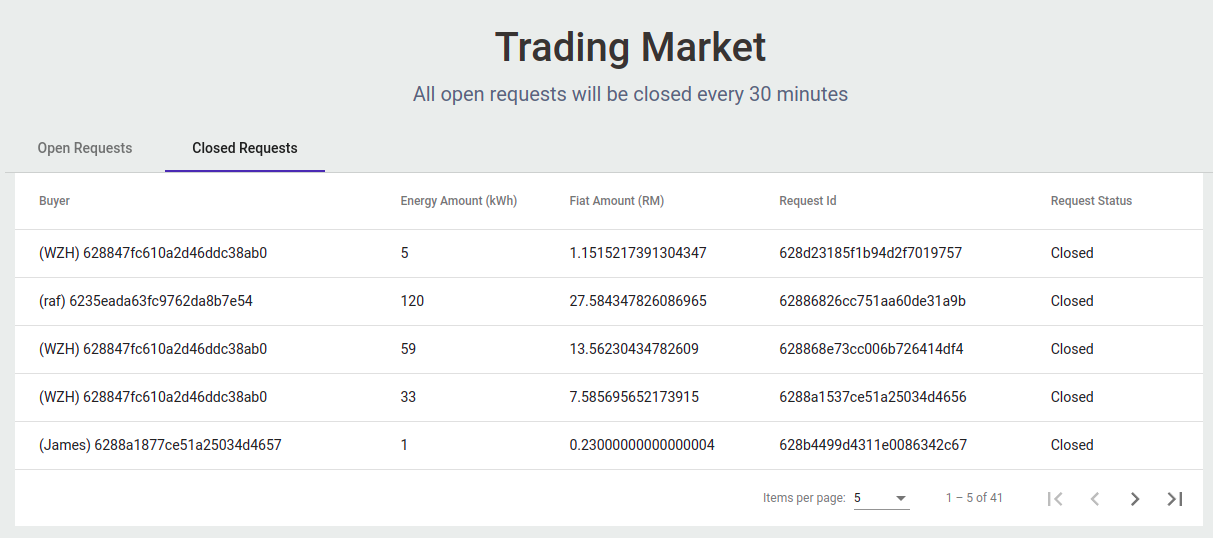 Trading Market
All open requests will be closed every 30 minutes
Open Requests Closed Requests
Buyer Energy Amount (kWh) Fiat Amount (RM) Request Id Request Status
(WZH) 628847fc610a2d46ddc38ab0 5 1.1515217391304347 628d23185f1b94d2f7019757 Closed
(raf) 6235eada63fc9762da8b7e54 120 27.584347826086965 62886826cc751aa60de31a9b Closed
(WZH) 628847fc610a2d46ddc38ab0 59 13.56230434782609 628868e73cc006b726414df4 Closed
(WZH) 628847fc610a2d46ddc38ab0 33 7.585695652173915 6288a1537ce51a25034d4656 Closed
(James) 6288a1877ce51a25034d4657 1 0.23000000000000004 628b4499d4311e0086342c67 Closed
Items per page: 5 1 – 5 of 41